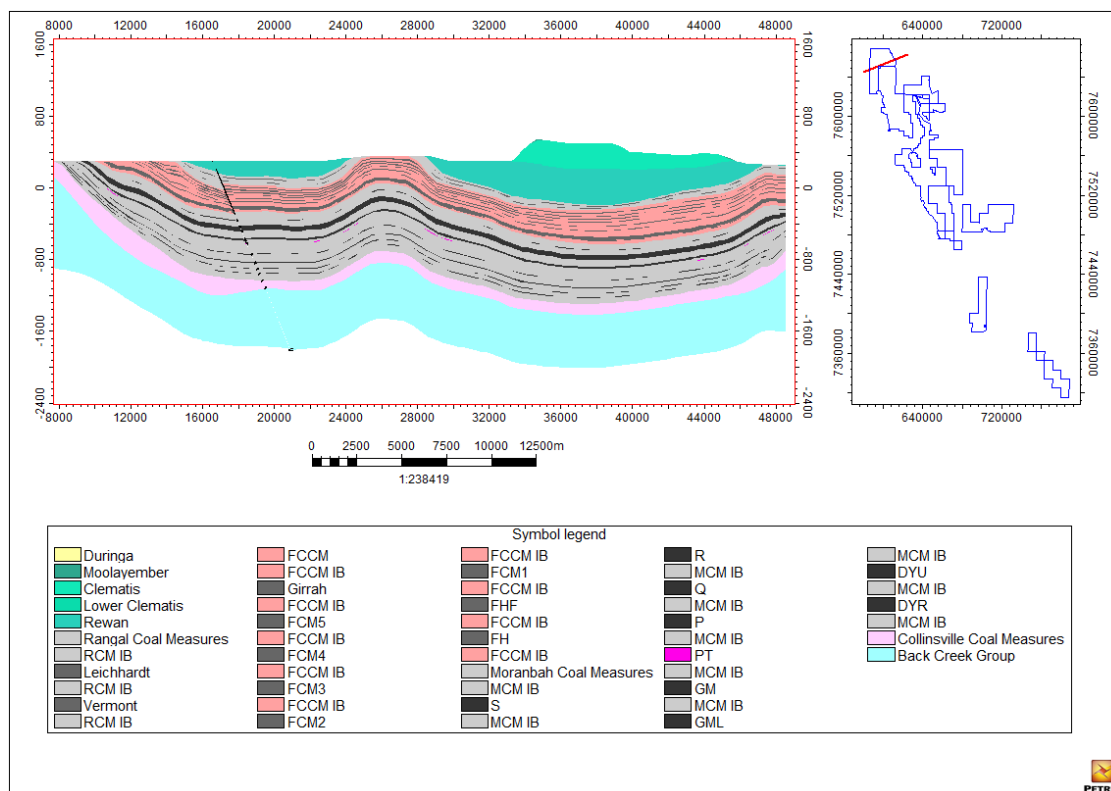 8000 12000 16000 20000 24000 28000 32000 36000 40000 44000 48000
640000 720000
1600 1600
800 800
0 0
-800 -800
-1600 -1600
-2400 -2400
8000 12000 16000 20000 24000 28000 32000 36000 40000 44000 48000
7600000 7600000
7520000 7520000
7440000 7440000
7360000 7360000
640000 720000
0 2500 5000 7500 10000 12500m
1:238419
Symbol legend
Duringa FCCM FCCM IB R MCM IB
Moolayember FCCM IB FCM1 MCM IB DYU
Clematis Girrah FCCM IB Q MCM IB
Lower Clematis FCCM IB FHF MCM IB DYR
Rewan FCM5 FCCM IB P MCM IB
Rangal Coal Measures FCCM IB FH MCM IB Collinsville Coal Measures
RCM IB FCM4 FCCM IB PT Back Creek Group
Leichhardt FCCM IB Moranbah Coal Measures MCM IB
RCM IB FCM3 MCM IB GM
Vermont FCCM IB S MCM IB
RCM IB FCM2 MCM IB GML